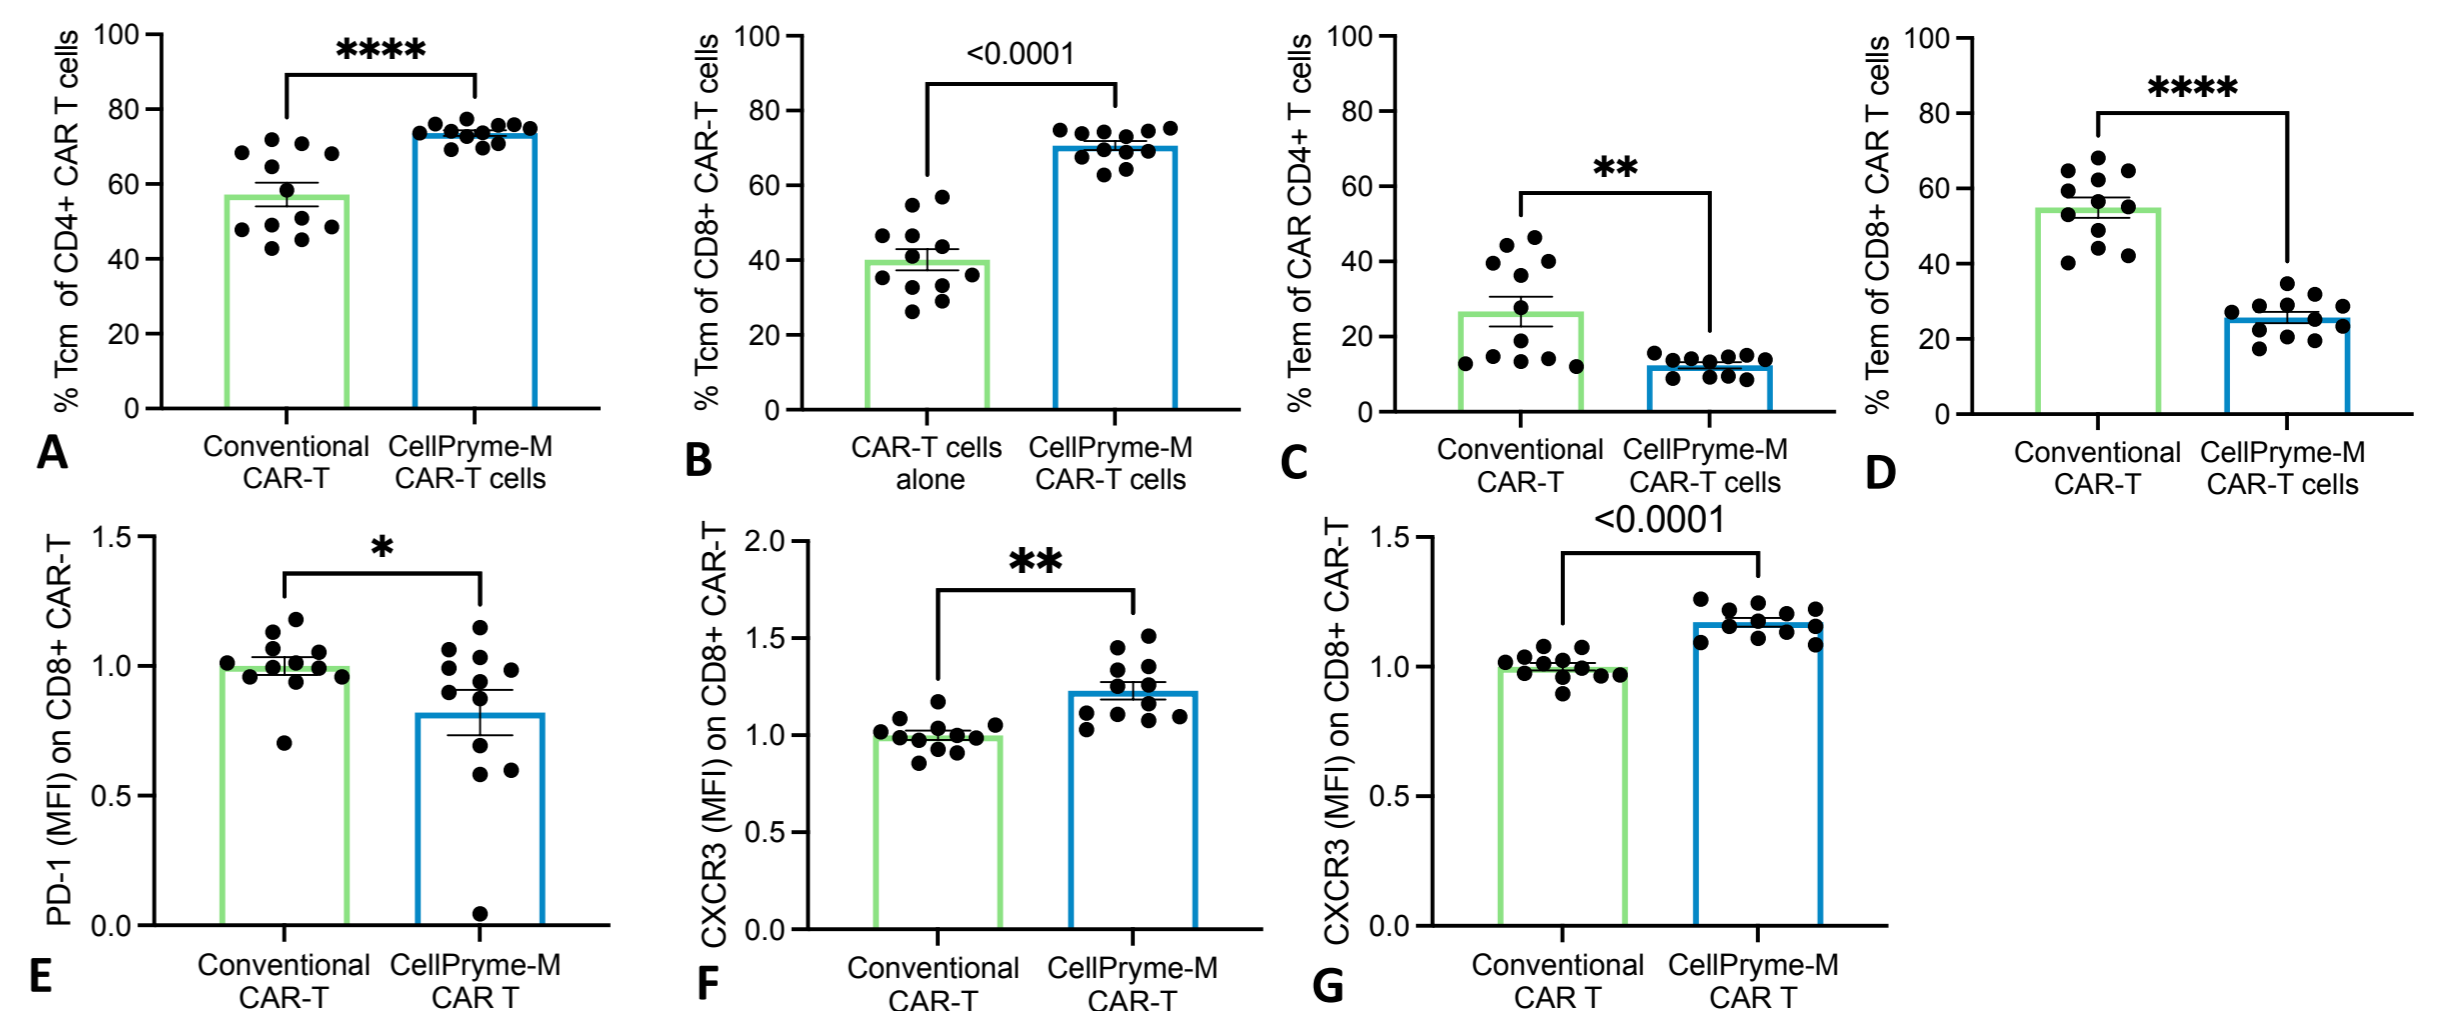 % Tcm  of CD4+ CAR T cells
100
80
60
40
20
0
****
Conventional
CAR-T
CellPryme-M
CAR-T cells
A
% Tcm of CD8+ CAR-T cells
100
80
60
40
20
0
<0.0001
CAR-T cells
alone
CellPryme-M
CAR-T cells
B
% Tem of CAR CD4+ T cells
100
80
60
40
20
0
**
Conventional
CAR-T
CellPryme-M
CAR-T cells
C
% Tem of CD8+ CAR T cells
100
80
60
40
20
0
****
Conventional
CAR-T
CellPryme-M
CAR-T cells
D
PD-1 (MFI) on CD8+ CAR-T
1.5
1.0
0.5
0.0
*
Conventional
CAR-T
CellPryme-M
CAR T
E
CXCR3 (MFI) on CD8+ CAR-T
2.0
1.5
1.0
0.5
0.0
**
Conventional
CAR-T
CellPryme-M
CAR-T
F
CXCR3 (MFI) on CD8+ CAR-T
1.5
1.0
0.5
0.0
<0.0001
Conventional
CAR T
CellPryme-M
CAR T
G